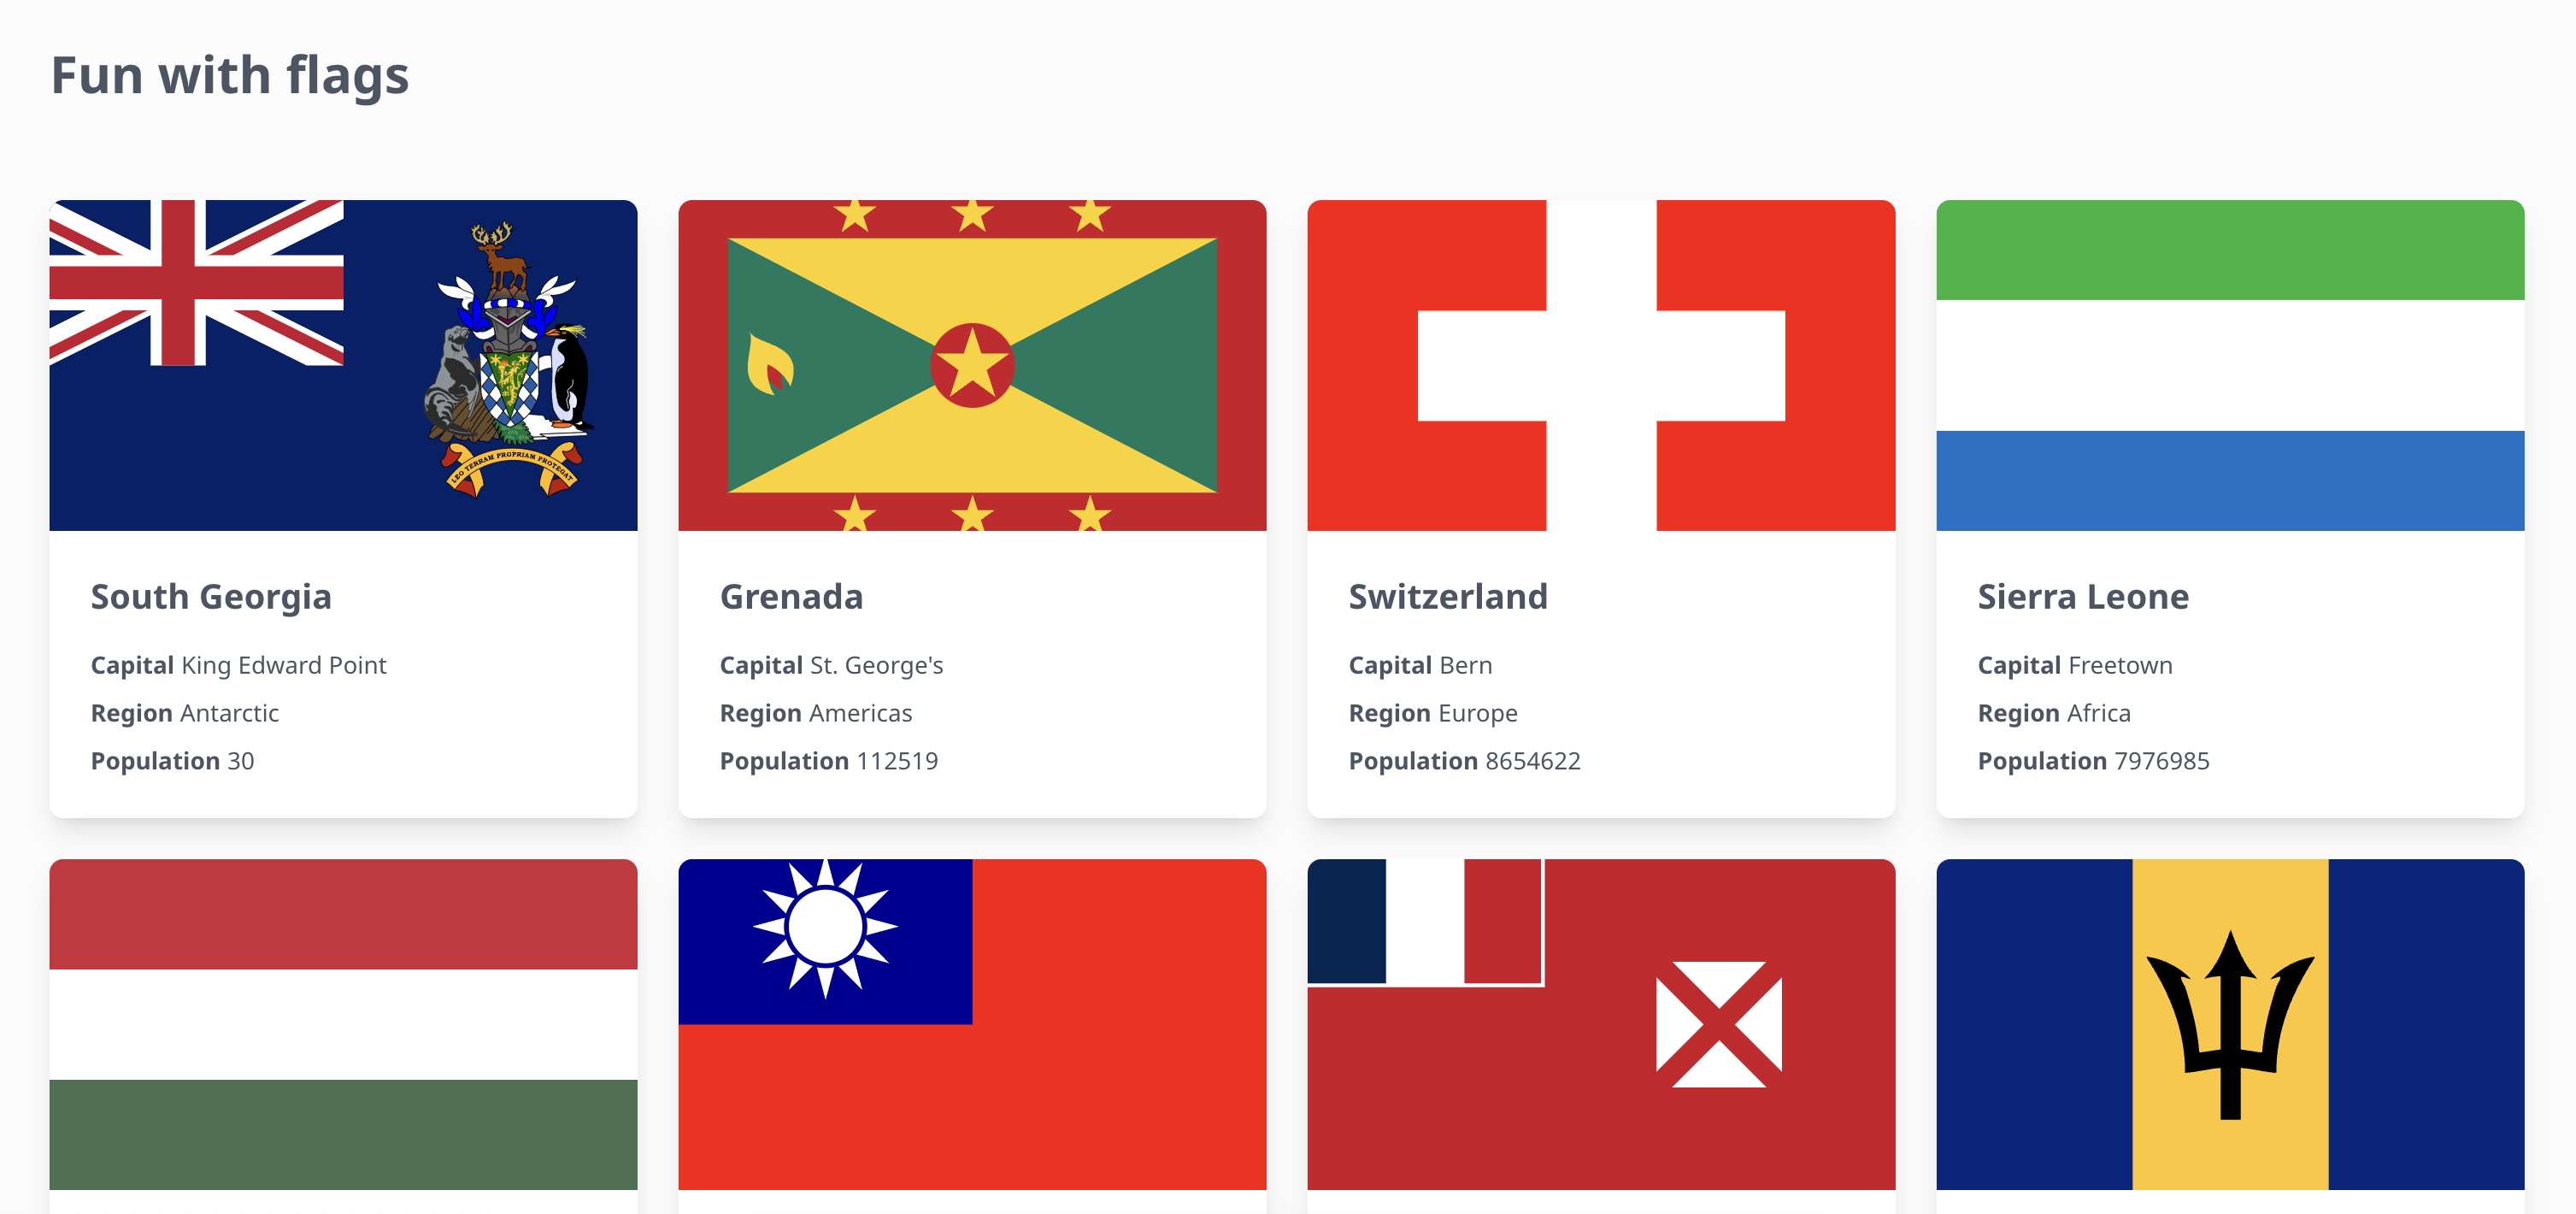 Fun with flags
LEO TERRAM PROPRIAM PROTEGAT
South Georgia
Capital King Edward Point
Region Antarctic
Population 30
Grenada
Capital St. George's
Region Americas
Population 112519
Switzerland
Capital Bern
Region Europe
Population 8654622
Sierra Leone
Capital Freetown
Region Africa
Population 7976985